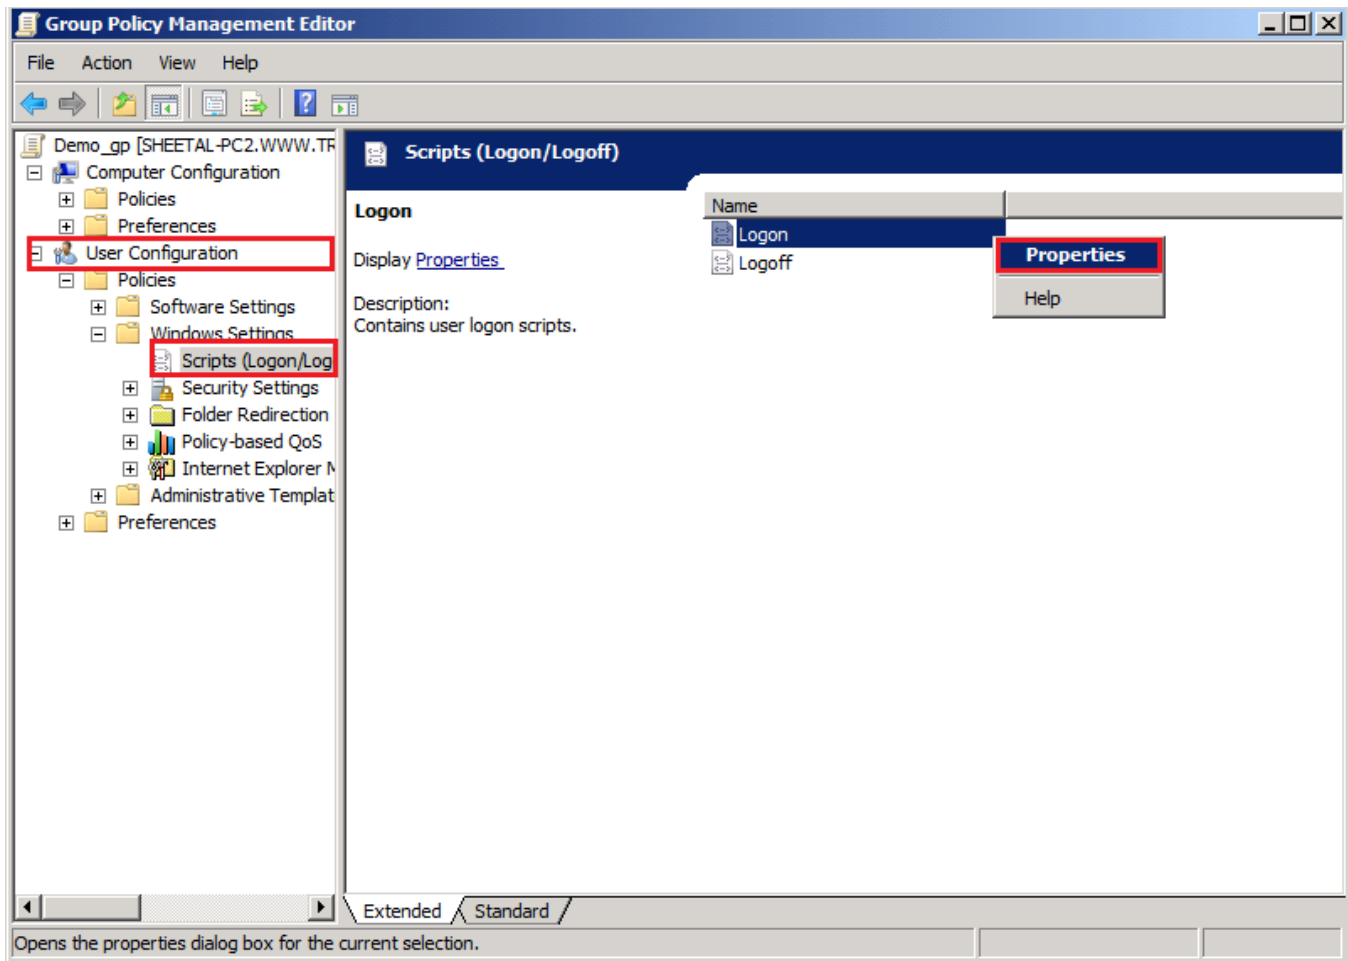 Group Policy Management Editor
File Action View Help
Demo_gp [SHEETAL-PC2.WWW.TR
Computer Configuration
Policies
Preferences
User Configuration
Policies
Software Settings
Windows Settings
Scripts (Logon/Log
Security Settings
Folder Redirection
Policy-based QoS
Internet Explorer M
Administrative Templat
Preferences
Scripts (Logon/Logoff)
Logon
Display Properties
Description:
Contains user logon scripts.
Name
Logon
Logoff
Properties
Help
Extended Standard
Opens the properties dialog box for the current selection.